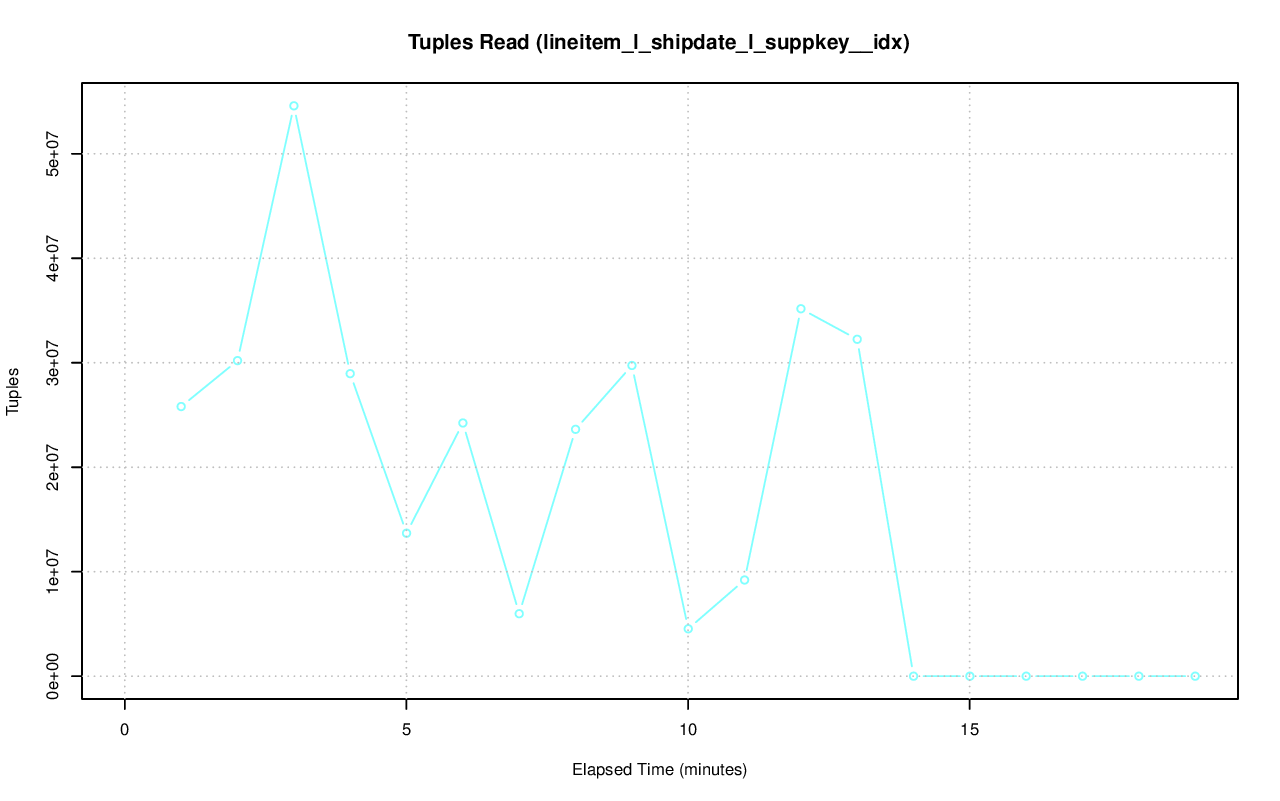 Tuples Read (lineitem_l_shipdate_l_suppkey__idx)
Tuples
5e+07
4e+07
3e+07
2e+07
1e+07
0e+00
0 5 10 15
Elapsed Time (minutes)